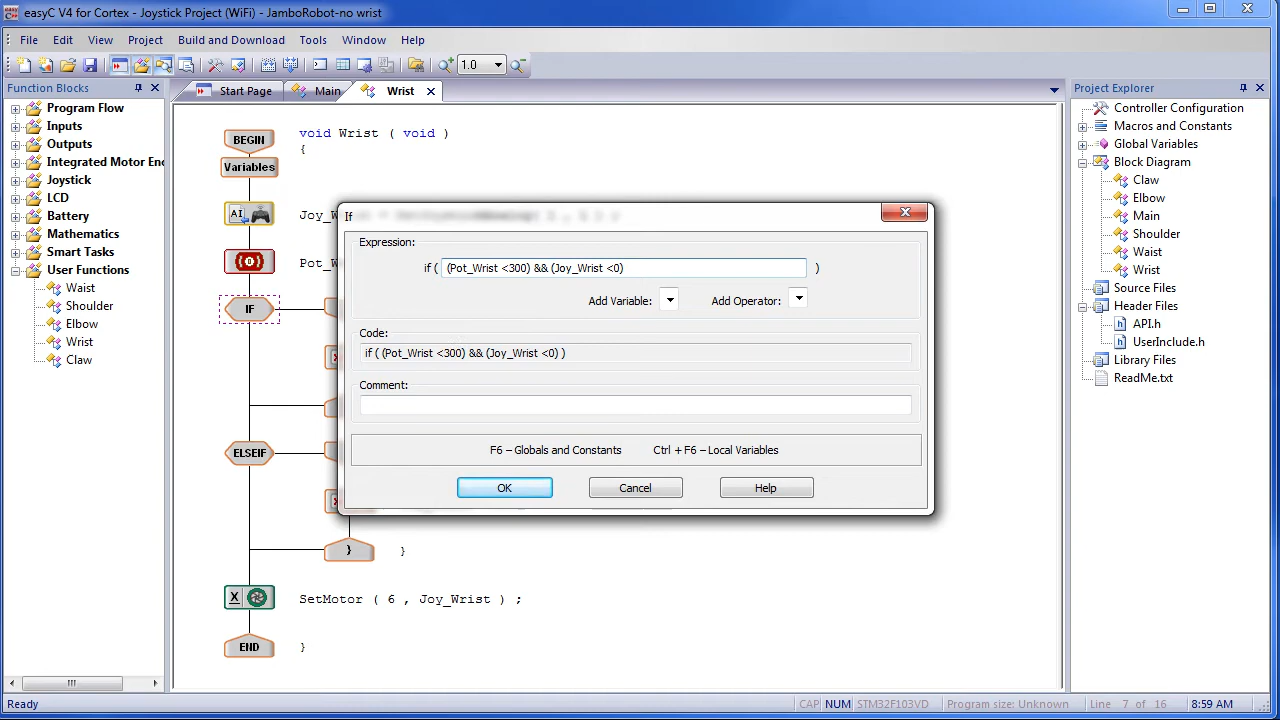 easyC V4 for Cortex - Joystick Project (WiFi) - JamboRobot-no wrist
File Edit View Project Build and Download Tools Window Help
1.0
Function Blocks
Program Flow
Inputs
Outputs
Integrated Motor Enc
Joystick
LCD
Battery
Mathematics
Smart Tasks
User Functions
Waist
Shoulder
Elbow
Wrist
Claw
Start Page Main Wrist
BEGIN void Wrist ( void )
{
Variables
AI Joy_W
Pot_W
IF
ELSEIF
} }
X SetMotor ( 6 , Joy_Wrist ) ;
END }
If
Expression:
if ( (Pot_Wrist <300) && (Joy_Wrist <0) )
Add Variable: Add Operator:
Code:
if ( (Pot_Wrist <300) && (Joy_Wrist <0) )
Comment:
F6 – Globals and Constants Ctrl + F6 – Local Variables
OK Cancel Help
Project Explorer
Controller Configuration
Macros and Constants
Global Variables
Block Diagram
Claw
Elbow
Main
Shoulder
Waist
Wrist
Source Files
Header Files
API.h
UserInclude.h
Library Files
ReadMe.txt
Ready CAP NUM STM32F103VD Program size: Unknown Line 7 of 16 8:59 AM